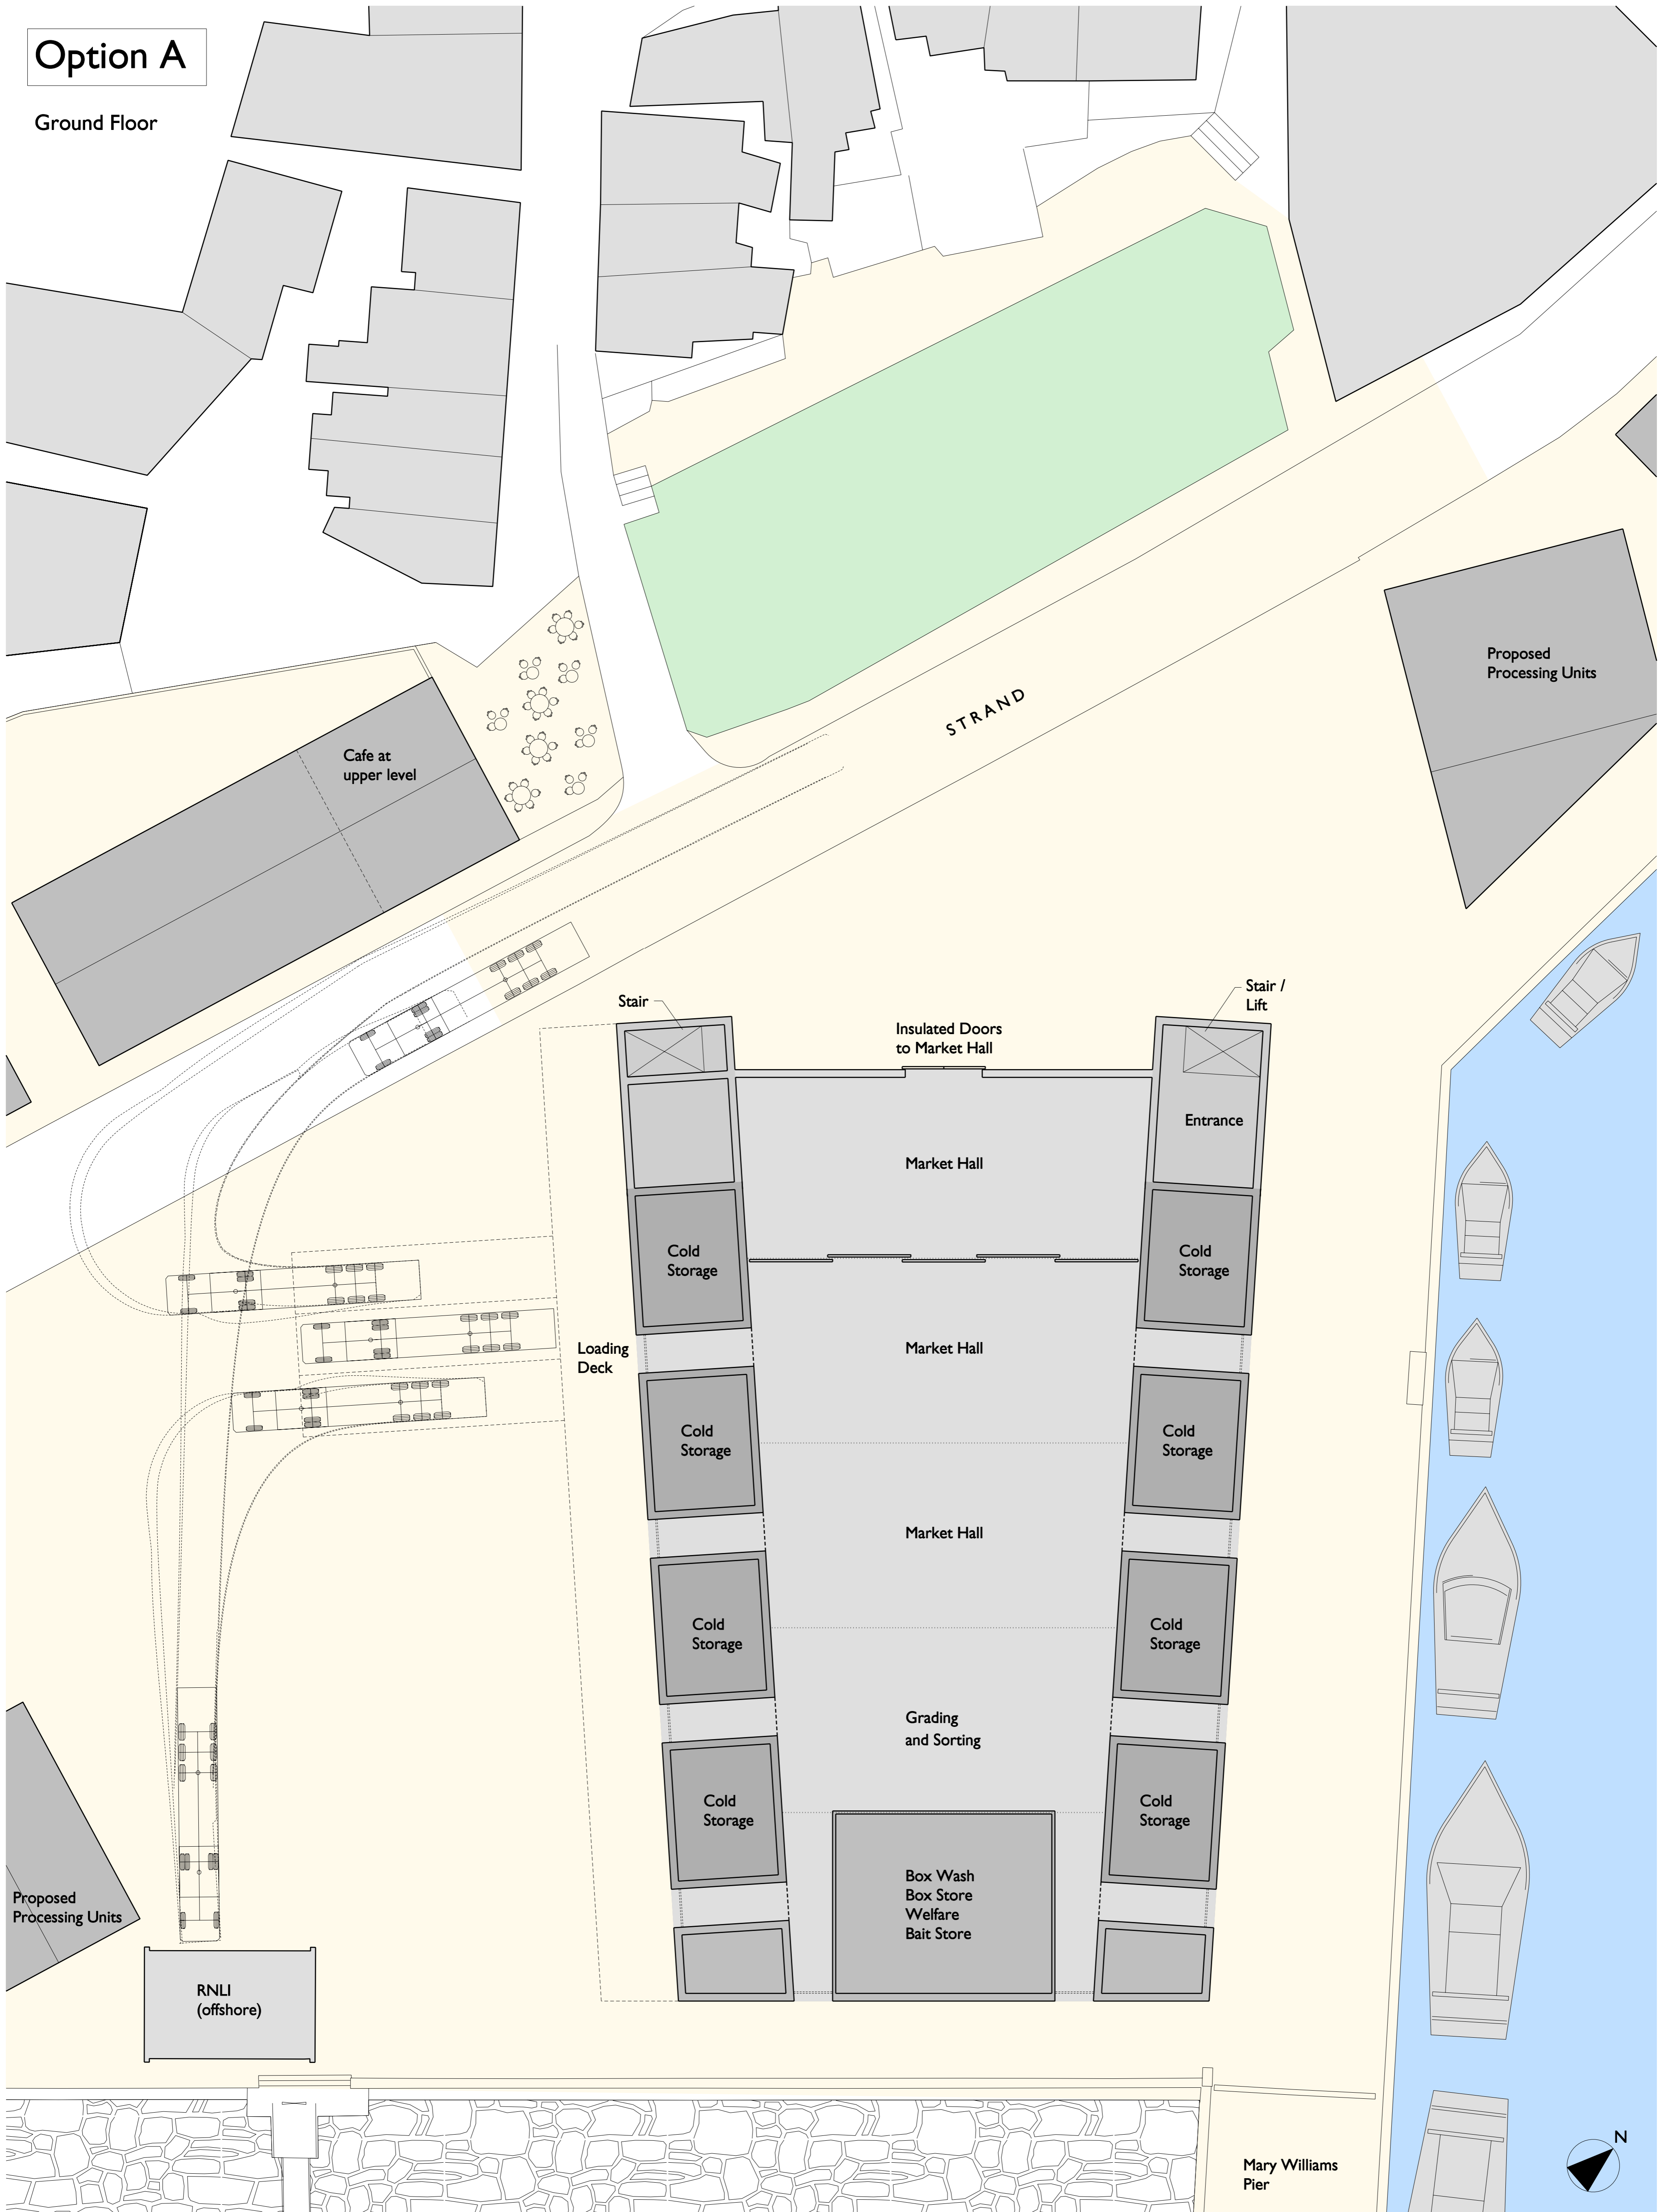 Option A
Ground Floor
Proposed
Processing Units
STRAND
Cafe at
upper level
Stair
Stair /
Lift
Insulated Doors
to Market Hall
Entrance
Market Hall
Cold
Storage
Cold
Storage
Loading
Deck
Market Hall
Cold
Storage
Cold
Storage
Market Hall
Cold
Storage
Cold
Storage
Grading
and Sorting
Cold
Storage
Cold
Storage
Box Wash
Box Store
Welfare
Bait Store
Proposed
Processing Units
RNLI
(offshore)
Mary Williams
Pier
N